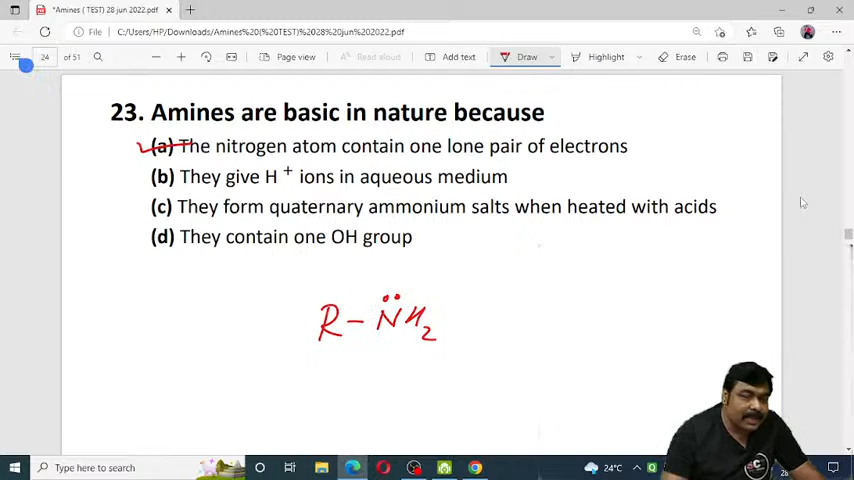 *Amines (TEST) 28 jun 2022.pdf
File
C:/Users/HP/Downloads/Amines%20(%20TEST)%2028%20jun%202022.pdf
24 of 51
Page view
Read aloud
Add text
Draw
Highlight
Erase
23. Amines are basic in nature because
(a) The nitrogen atom contain one lone pair of electrons
(b) They give H + ions in aqueous medium
(c) They form quaternary ammonium salts when heated with acids
(d) They contain one OH group
R-NH2
Type here to search
24°C
28